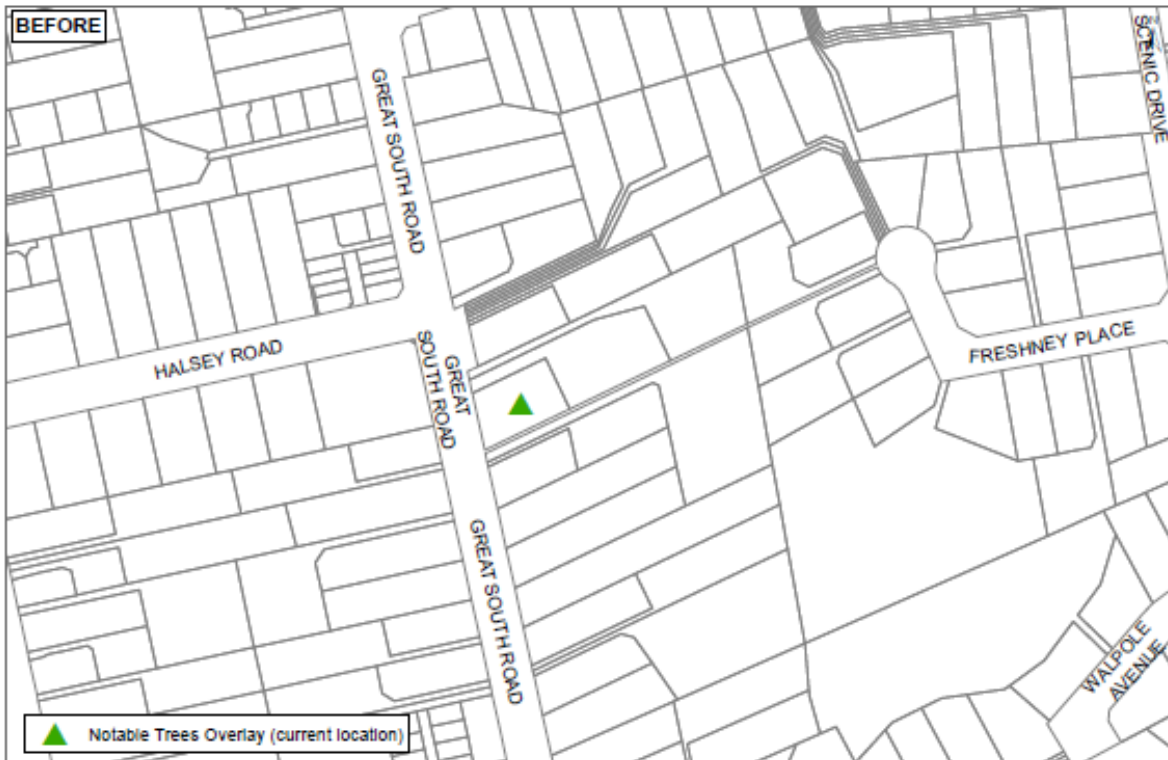 BEFORE
SCENIC DRIVE
GREAT SOUTH ROAD
HALSEY ROAD
GREAT
SOUTH ROAD
FRESHNEY PLACE
GREAT SOUTH ROAD
WALPOLE
AVENUE
Notable Trees Overlay (current location)